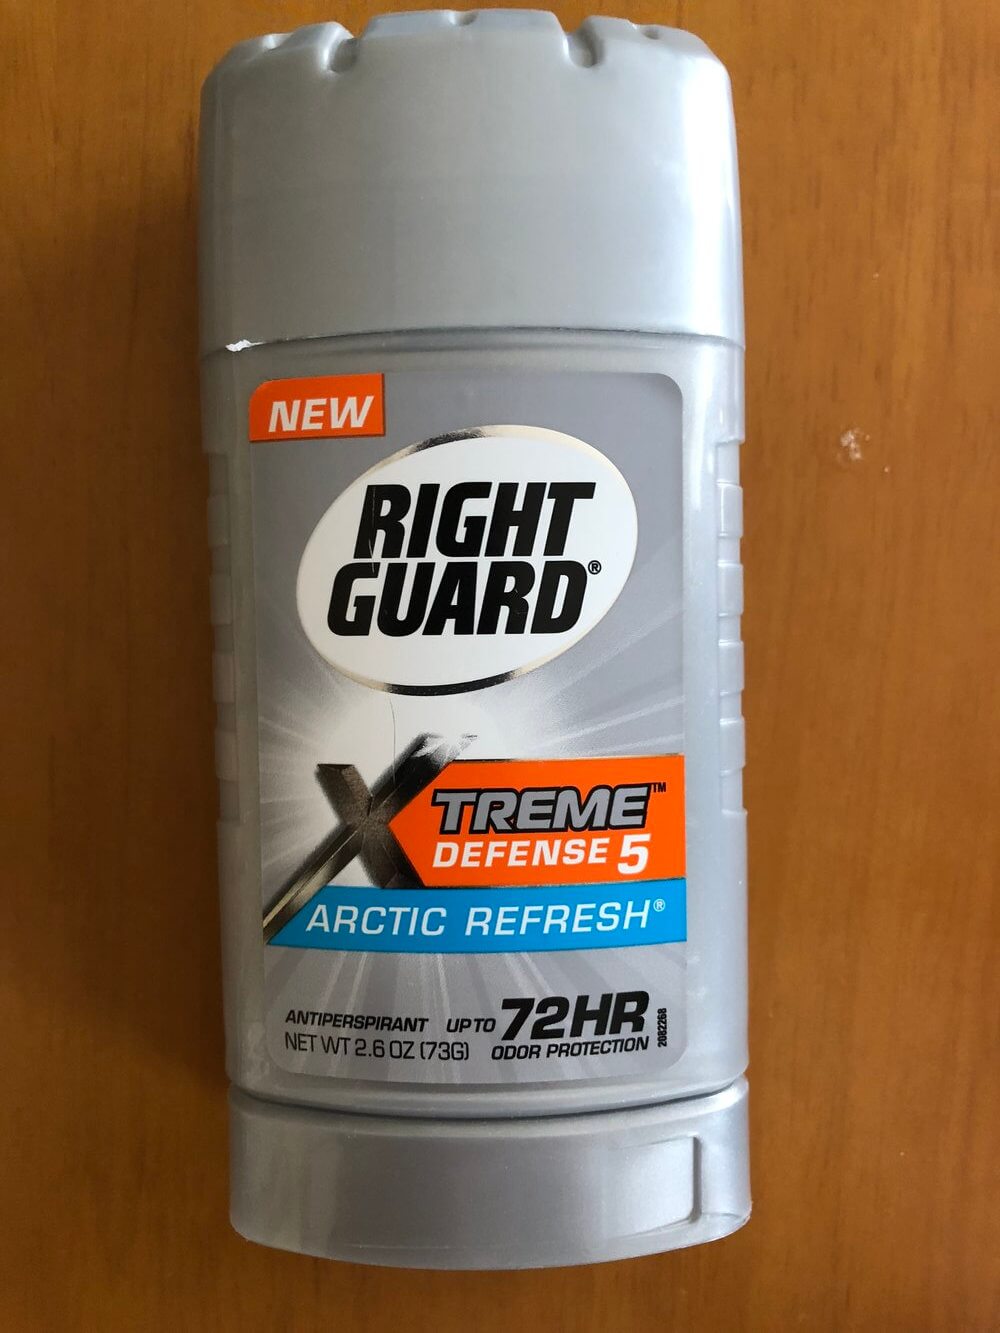 NEW
RIGHT
GUARD®
XTREME™
DEFENSE 5
ARCTIC REFRESH®
ANTIPERSPIRANT UP TO 72HR
NET WT 2.6 OZ (73G) ODOR PROTECTION
2082268